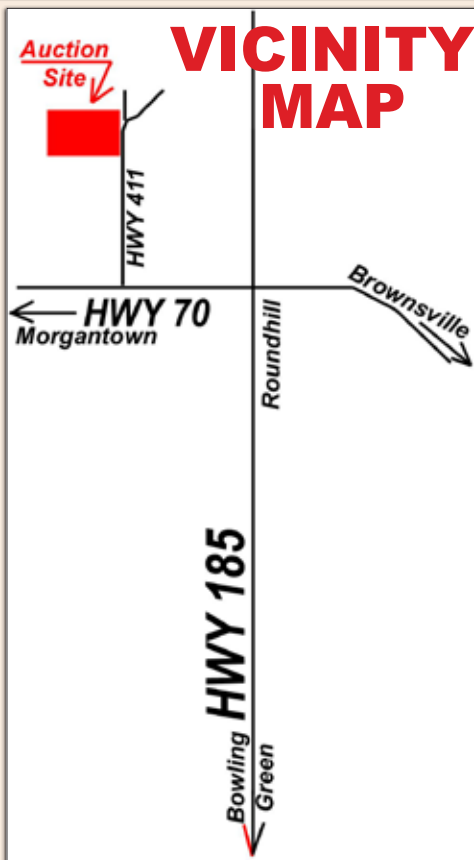 VICINITY
MAP
Auction
Site
HWY 411
HWY 70
Morgantown
Brownsville
Roundhill
HWY 185
Bowling
Green